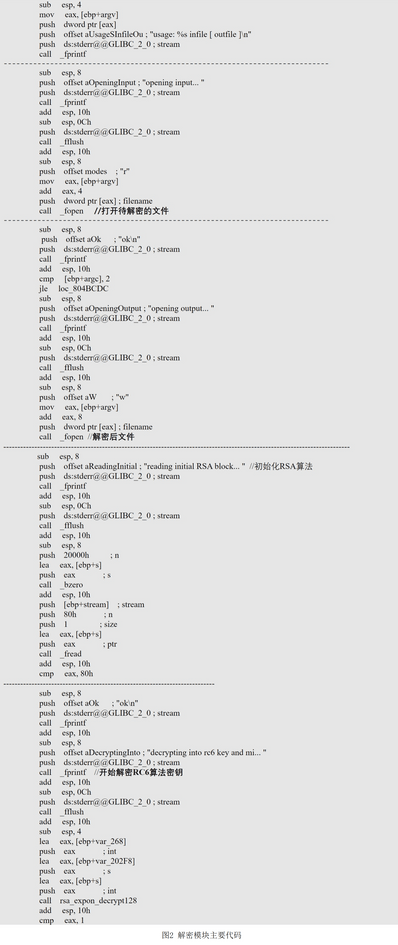 sub esp, 4
mov eax, [ebp+argv]
push dword ptr [eax]
push offset aUsageSInfileOu ; "usage: %s infile [ outfile ]\n"
push ds:stderr@@GLIBC_2_0 ; stream
call _fprintf
sub esp, 8
push offset aOpeningInput ; "opening input... "
push ds:stderr@@GLIBC_2_0 ; stream
call _fprintf
add esp, 10h
sub esp, 0Ch
push ds:stderr@@GLIBC_2_0 ; stream
call _fflush
add esp, 10h
sub esp, 8
push offset modes ; "r"
mov eax, [ebp+argv]
add eax, 4
push dword ptr [eax] ; filename
call _fopen //打开待解密的文件
sub esp, 8
push offset aOk ; "ok\n"
push ds:stderr@@GLIBC_2_0 ; stream
call _fprintf
add esp, 10h
cmp [ebp+argc], 2
jle loc_804BCDC
sub esp, 8
push offset aOpeningOutput ; "opening output... "
push ds:stderr@@GLIBC_2_0 ; stream
call _fprintf
add esp, 10h
sub esp, 0Ch
push ds:stderr@@GLIBC_2_0 ; stream
call _fflush
add esp, 10h
sub esp, 8
push offset aW ; "w"
mov eax, [ebp+argv]
add eax, 8
push dword ptr [eax] ; filename
call _fopen //解密后文件
sub esp, 8
push offset aReadingInitial ; "reading initial RSA block... " //初始化RSA算法
push ds:stderr@@GLIBC_2_0 ; stream
call _fprintf
add esp, 10h
sub esp, 0Ch
push ds:stderr@@GLIBC_2_0 ; stream
call _fflush
add esp, 10h
sub esp, 8
push 20000h ; n
lea eax, [ebp+s]
push eax ; s
call _bzero
add esp, 10h
push [ebp+stream] ; stream
push 80h ; n
push 1 ; size
lea eax, [ebp+s]
push eax ; ptr
call _fread
add esp, 10h
cmp eax, 80h
sub esp, 8
push offset aOk ; "ok\n"
push ds:stderr@@GLIBC_2_0 ; stream
call _fprintf
add esp, 10h
sub esp, 8
push offset aDecryptingInto ; "decrypting into rc6 key and mi... "
push ds:stderr@@GLIBC_2_0 ; stream
call _fprintf //开始解密RC6算法密钥
add esp, 10h
sub esp, 0Ch
push ds:stderr@@GLIBC_2_0 ; stream
call _fflush
add esp, 10h
sub esp, 4
lea eax, [ebp+var_268]
push eax ; int
lea eax, [ebp+var_202F8]
push eax ; s
lea eax, [ebp+s]
push eax ; int
call rsa_expon_decrypt128
add esp, 10h
cmp eax, 1
图2 解密模块主要代码